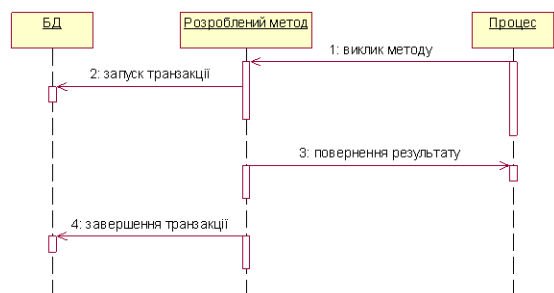 БД
Розроблений метод
Процес
1: виклик методу
2: запуск транзакції
3: повернення результату
4: завершення транзакції